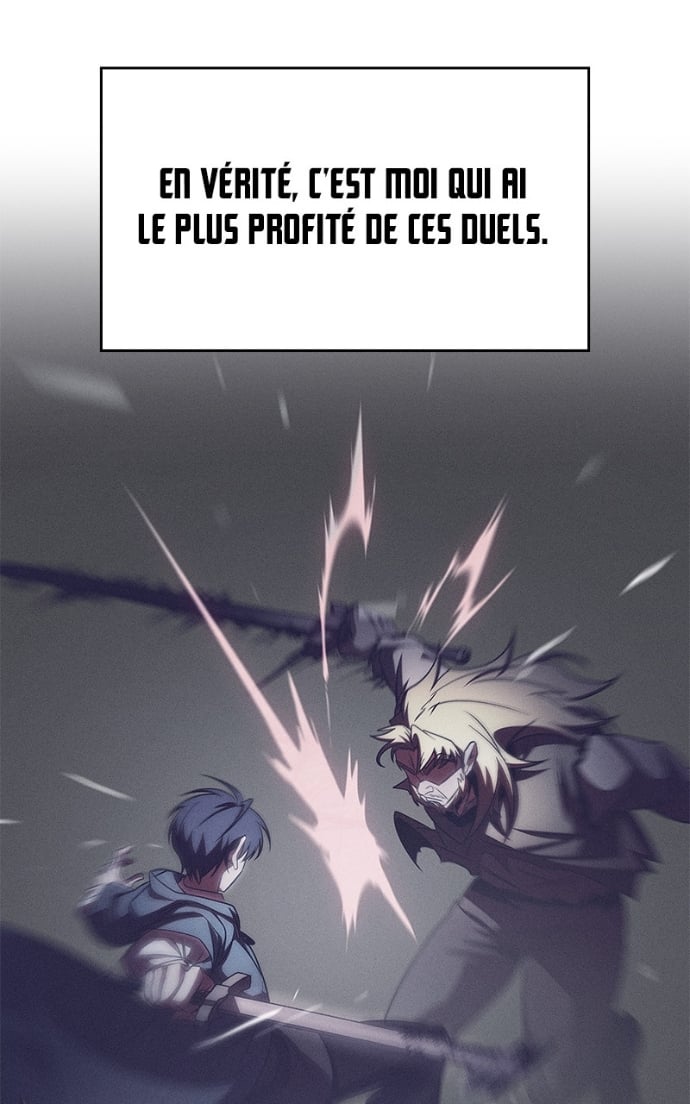 EN VÉRITÉ, C'EST MOI QUI AI
LE PLUS PROFITÉ DE CES DUELS.